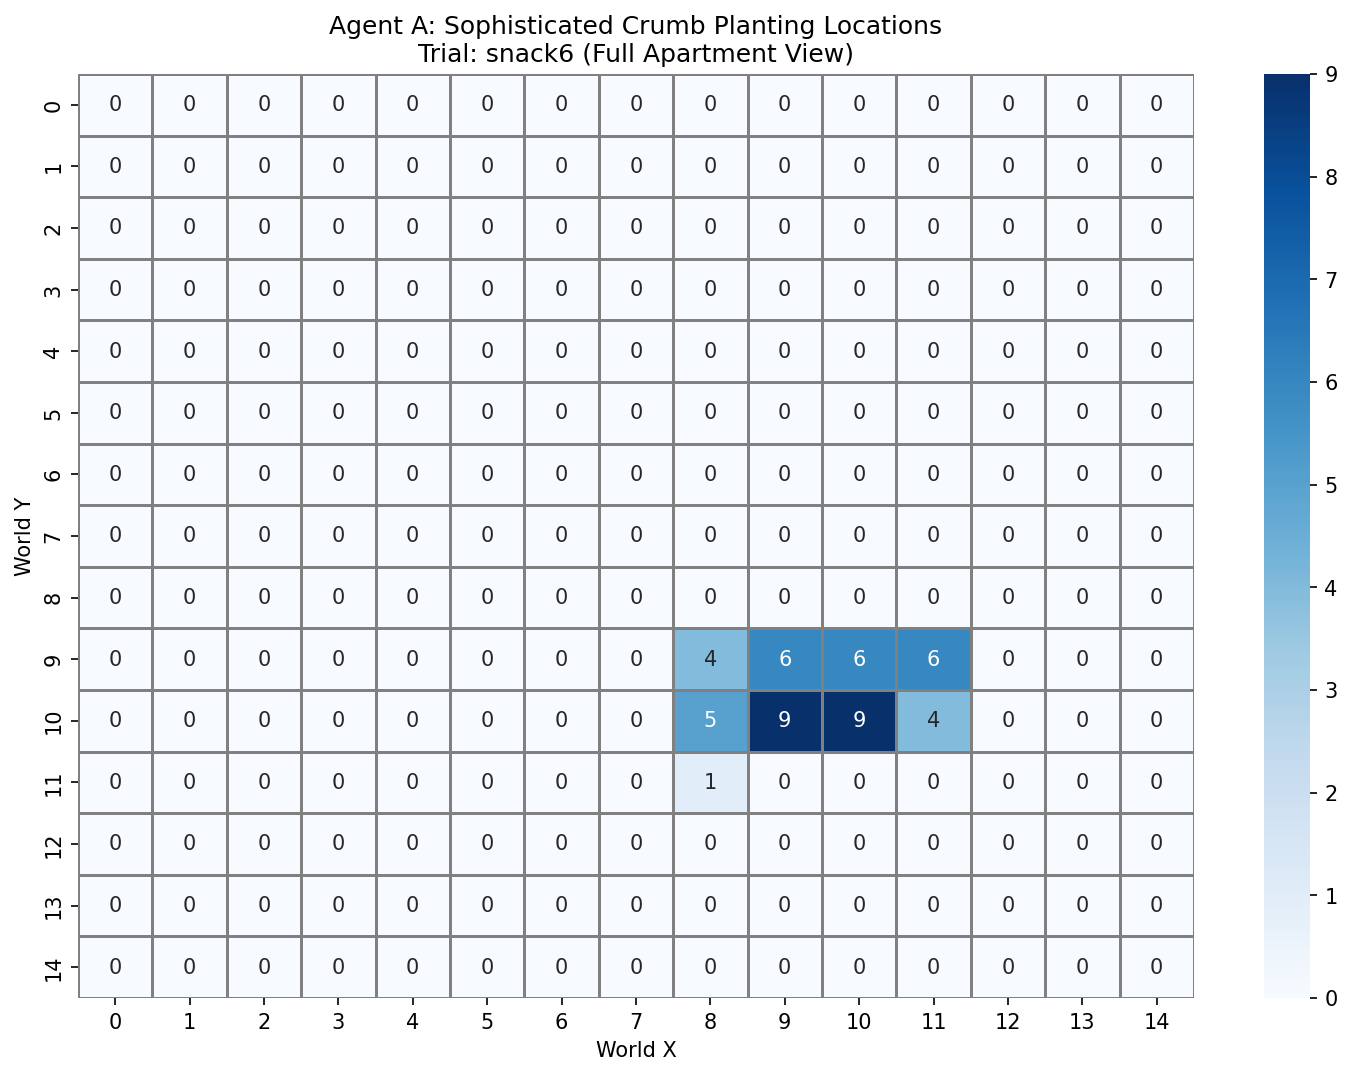 Agent A: Sophisticated Crumb Planting Locations
Trial: snack6 (Full Apartment View)
0 0 0 0 0 0 0 0 0 0 0 0 0 0 0 0
1 0 0 0 0 0 0 0 0 0 0 0 0 0 0 0
2 0 0 0 0 0 0 0 0 0 0 0 0 0 0 0
3 0 0 0 0 0 0 0 0 0 0 0 0 0 0 0
4 0 0 0 0 0 0 0 0 0 0 0 0 0 0 0
5 0 0 0 0 0 0 0 0 0 0 0 0 0 0 0
6 0 0 0 0 0 0 0 0 0 0 0 0 0 0 0
7 0 0 0 0 0 0 0 0 0 0 0 0 0 0 0
8 0 0 0 0 0 0 0 0 0 0 0 0 0 0 0
9 0 0 0 0 0 0 0 0 4 6 6 6 0 0 0
10 0 0 0 0 0 0 0 0 5 9 9 4 0 0 0
11 0 0 0 0 0 0 0 0 1 0 0 0 0 0 0
12 0 0 0 0 0 0 0 0 0 0 0 0 0 0 0
13 0 0 0 0 0 0 0 0 0 0 0 0 0 0 0
14 0 0 0 0 0 0 0 0 0 0 0 0 0 0 0
0 1 2 3 4 5 6 7 8 9 10 11 12 13 14
World X
World Y
9
8
7
6
5
4
3
2
1
0